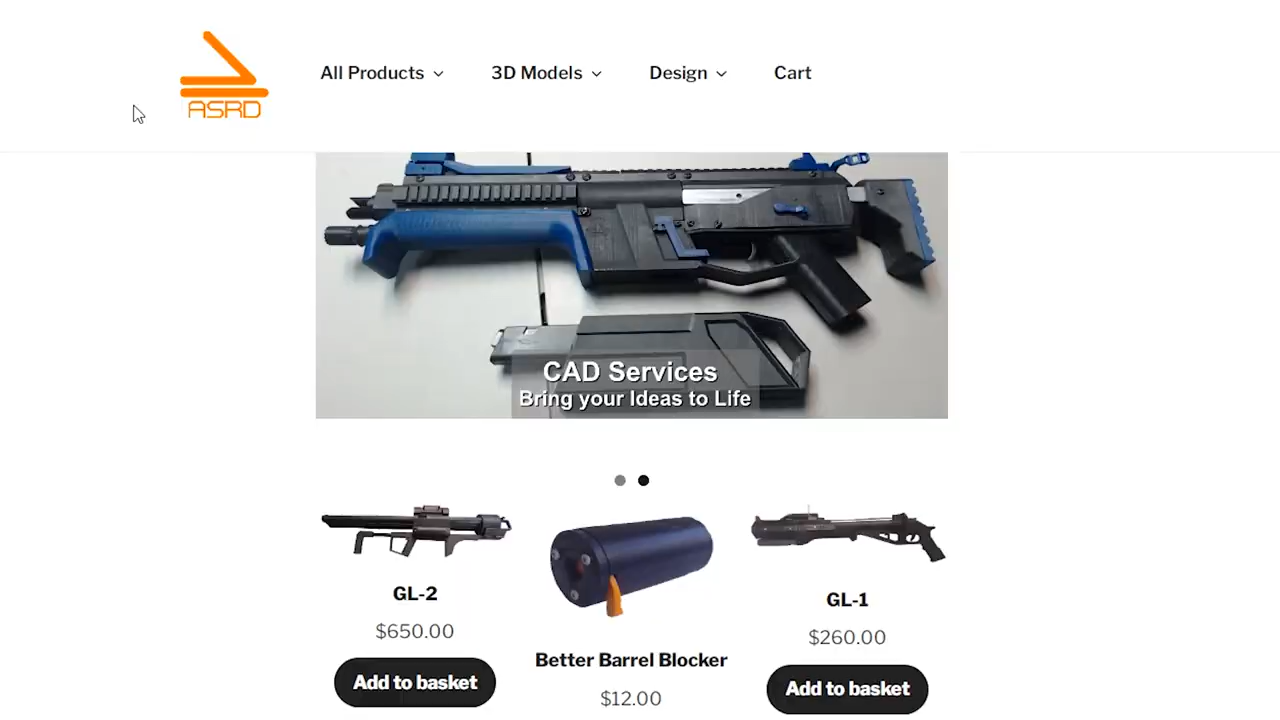 All Products
3D Models
Design
Cart
ASRD
CAD Services
Bring your Ideas to Life
GL-2
$650.00
Add to basket
Better Barrel Blocker
$12.00
GL-1
$260.00
Add to basket